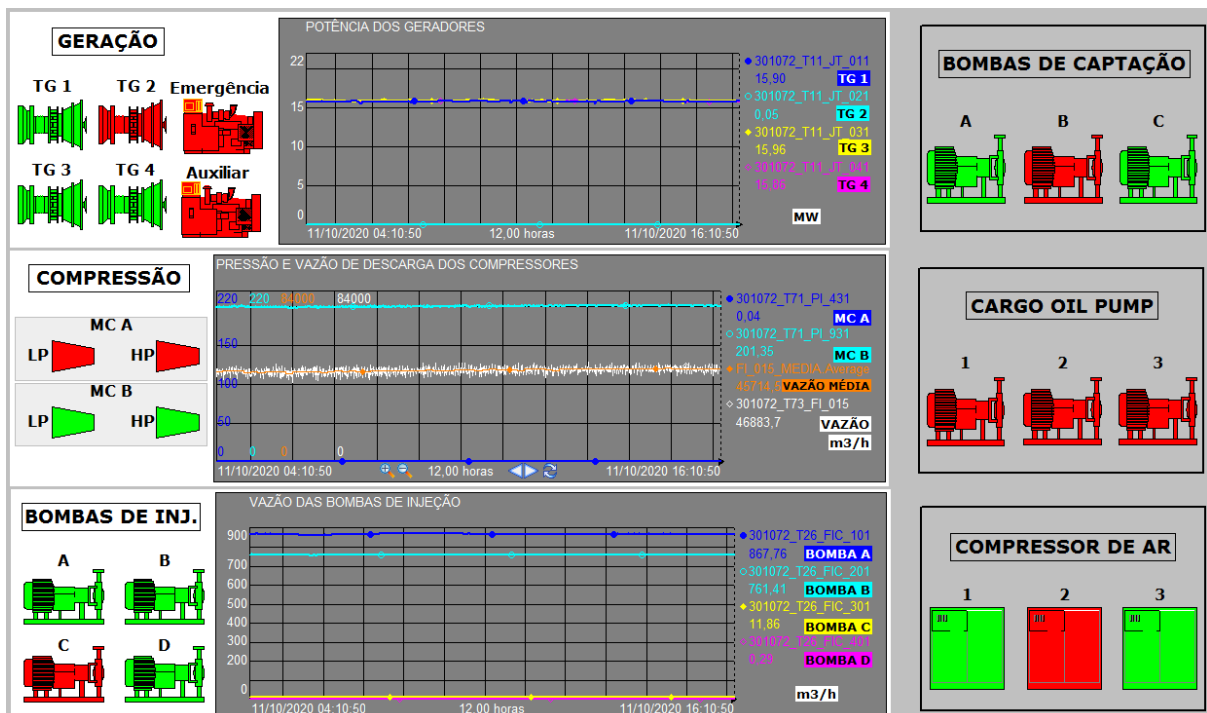 GERAÇÃO
TG 1
TG 2
Emergência
TG 3
TG 4
Auxiliar
POTÊNCIA DOS GERADORES
22
15
10
5
0
11/10/2020 04:10:50
12,00 horas
11/10/2020 16:10:50
301072_T11_JT_011
15,90
TG 1
301072_T11_JT_021
0,05
TG 2
301072_T11_JT_031
15,96
TG 3
301072_T11_JT_041
15,86
TG 4
MW
BOMBAS DE CAPTAÇÃO
A
B
C
COMPRESSÃO
MC A
LP
HP
MC B
LP
HP
PRESSÃO E VAZÃO DE DESCARGA DOS COMPRESSORES
220 220 84000 84000
150
100
50
0 0 0 0
11/10/2020 04:10:50
12,00 horas
11/10/2020 16:10:50
301072_T71_PI_431
0,04
MC A
301072_T71_PI_931
201,35
MC B
FI_015_MEDIA.Average
45714,5
VAZÃO MÉDIA
301072_T73_FI_015
46883,7
VAZÃO
m3/h
CARGO OIL PUMP
1
2
3
BOMBAS DE INJ.
A
B
C
D
VAZÃO DAS BOMBAS DE INJEÇÃO
900
700
600
500
400
300
200
0
11/10/2020 04:10:50
12,00 horas
11/10/2020 16:10:50
301072_T26_FIC_101
867,76
BOMBA A
301072_T26_FIC_201
761,41
BOMBA B
301072_T26_FIC_301
11,86
BOMBA C
301072_T26_FIC_401
0,29
BOMBA D
m3/h
COMPRESSOR DE AR
1
2
3